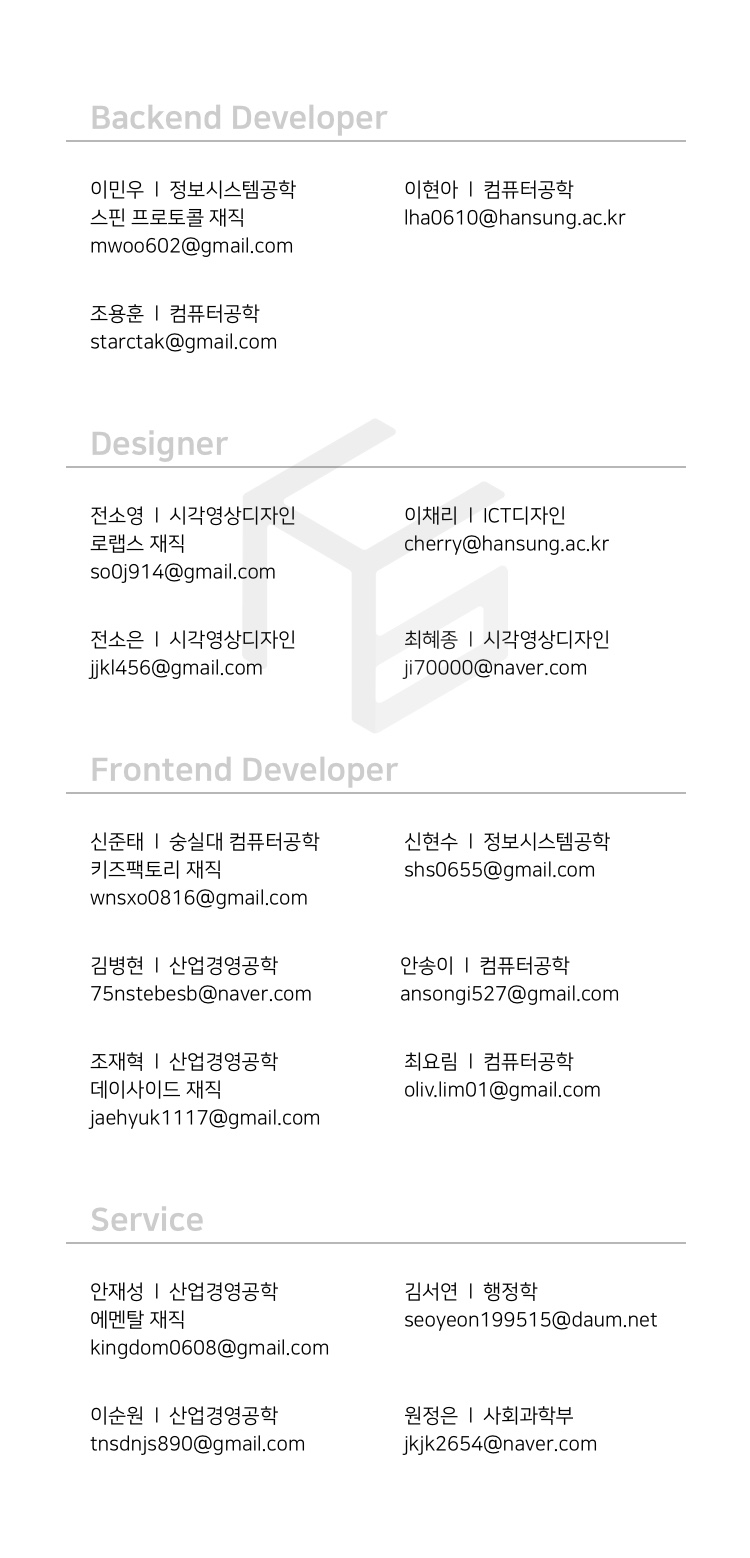 Backend Developer
이민우 | 정보시스템공학
스핀 프로토콜 재직
mwoo602@gmail.com
이현아 | 컴퓨터공학
lha0610@hansung.ac.kr
조용훈 | 컴퓨터공학
starctak@gmail.com
Designer
전소영 | 시각영상디자인
로랩스 재직
so0j914@gmail.com
이채리 | ICT디자인
cherry@hansung.ac.kr
전소은 | 시각영상디자인
jjkl456@gmail.com
최혜종 | 시각영상디자인
ji70000@naver.com
Frontend Developer
신준태 | 숭실대 컴퓨터공학
키즈팩토리 재직
wnsxo0816@gmail.com
신현수 | 정보시스템공학
shs0655@gmail.com
김병현 | 산업경영공학
75nstebesb@naver.com
안송이 | 컴퓨터공학
ansongi527@gmail.com
조재혁 | 산업경영공학
데이사이드 재직
jaehyuk1117@gmail.com
최요림 | 컴퓨터공학
oliv.lim01@gmail.com
Service
안재성 | 산업경영공학
에멘탈 재직
kingdom0608@gmail.com
김서연 | 행정학
seoyeon199515@daum.net
이순원 | 산업경영공학
tnsdnjs890@gmail.com
원정은 | 사회과학부
jkjk2654@naver.com